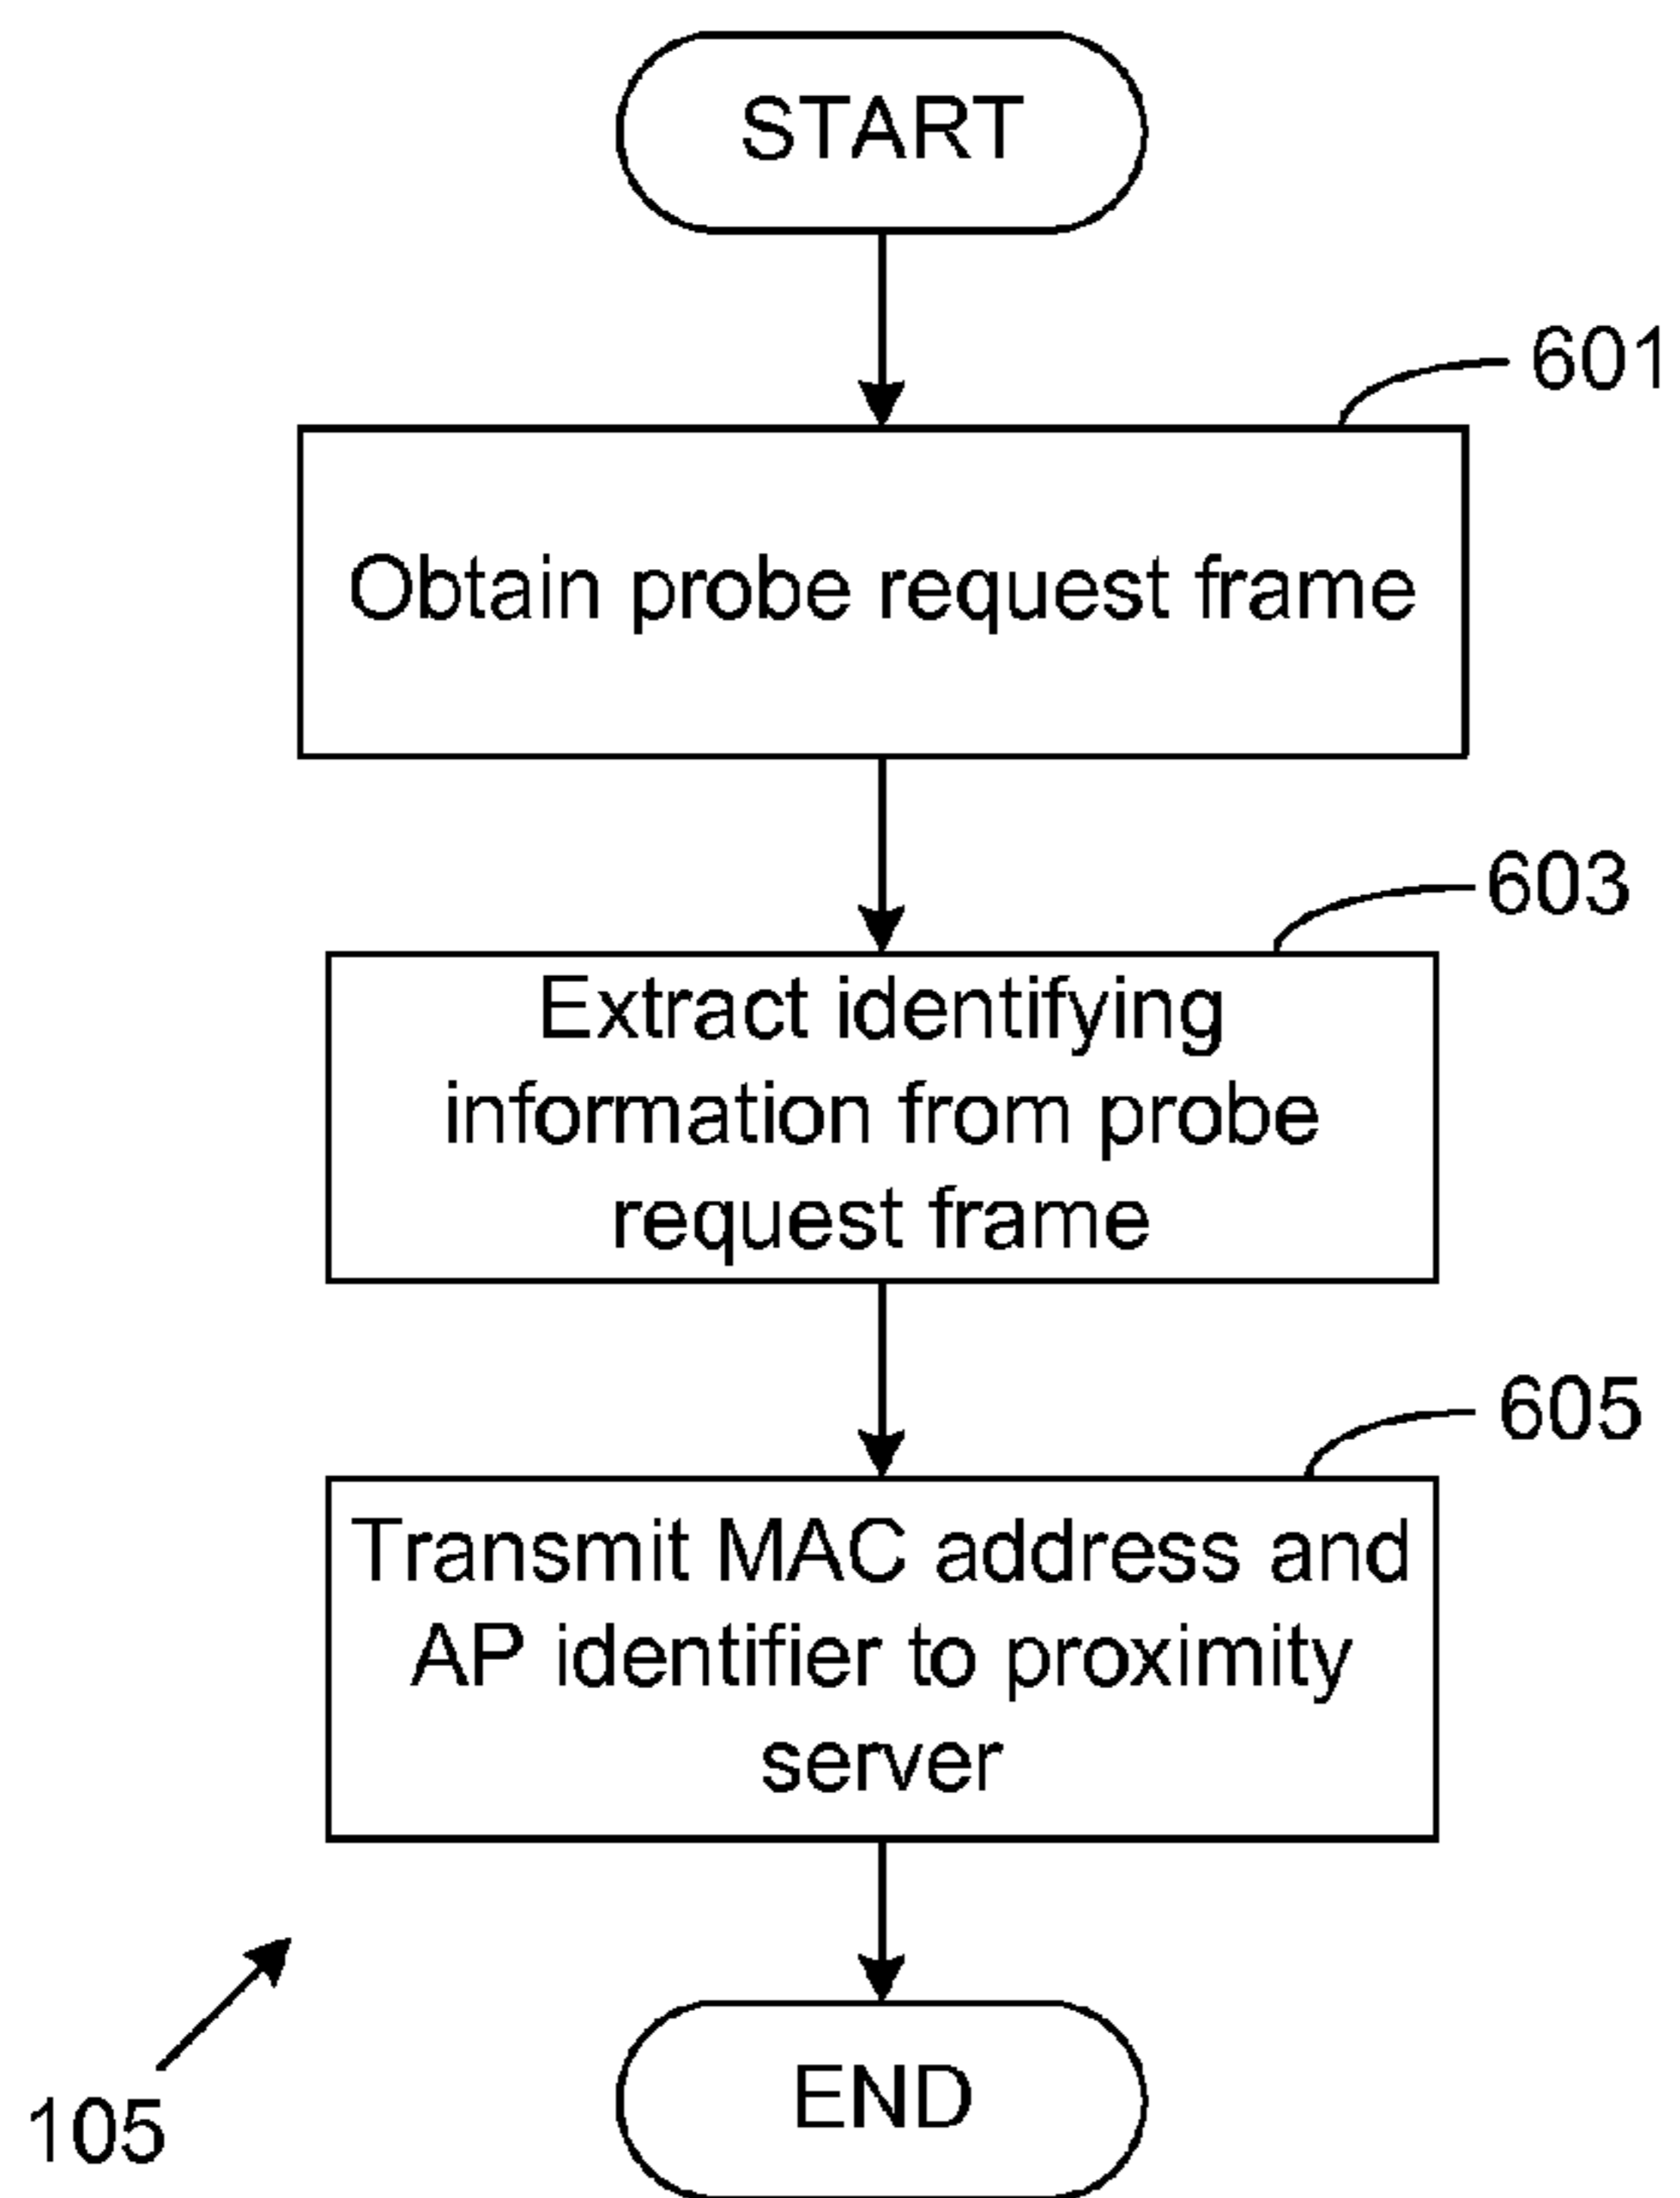 START
601
Obtain probe request frame
603
Extract identifying
information from probe
request frame
605
Transmit MAC address and
AP identifier to proximity
server
END
105